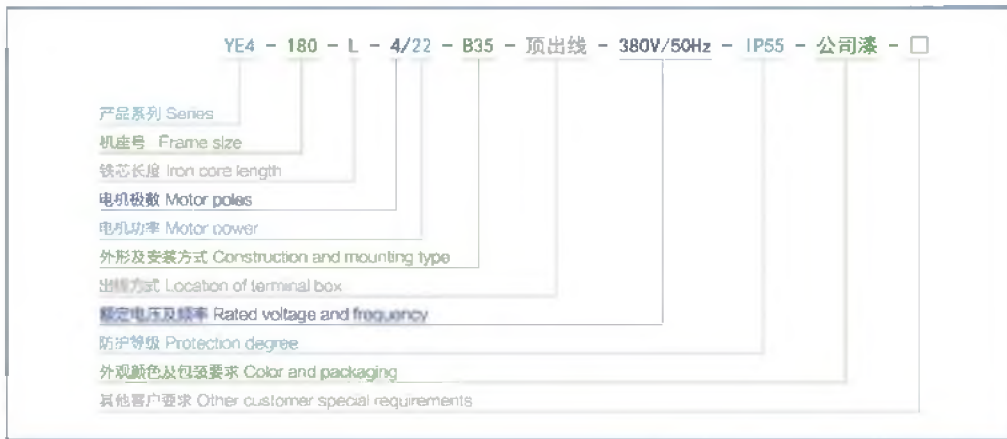 YE4 - 180 - L - 4/22 - B35 - 顶出线 - 380V/50Hz - IP55 - 公司漆 - □
产品系列 Series
机座号 Frame size
铁芯长度 Iron core length
电机极数 Motor poles
电机功率 Motor power
外形及安装方式 Construction and mounting type
出线方式 Location of terminal box
额定电压及频率 Rated voltage and frequency
防护等级 Protection degree
外观颜色及包装要求 Color and packaging
其他客户要求 Other customer special requirements